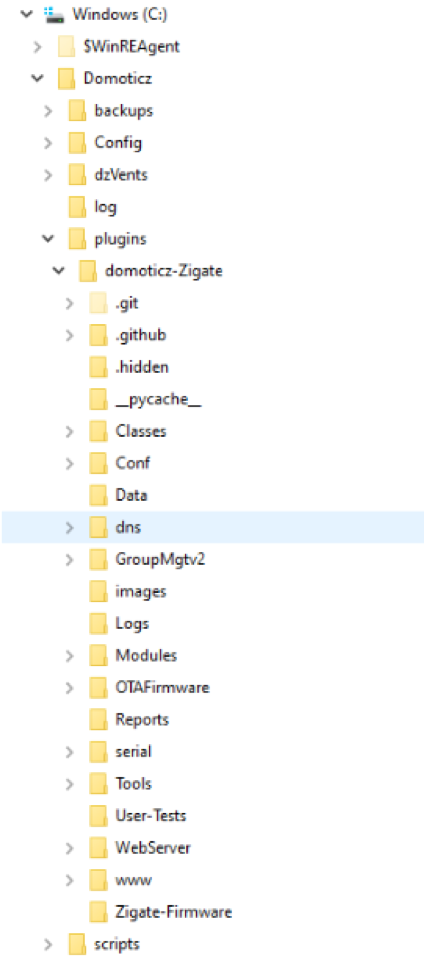 Windows (C:)
$WinREAgent
Domoticz
backups
Config
dzVents
log
plugins
domoticz-Zigate
.git
.github
.hidden
__pycache__
Classes
Conf
Data
dns
GroupMgtv2
images
Logs
Modules
OTAFirmware
Reports
serial
Tools
User-Tests
WebServer
www
Zigate-Firmware
scripts